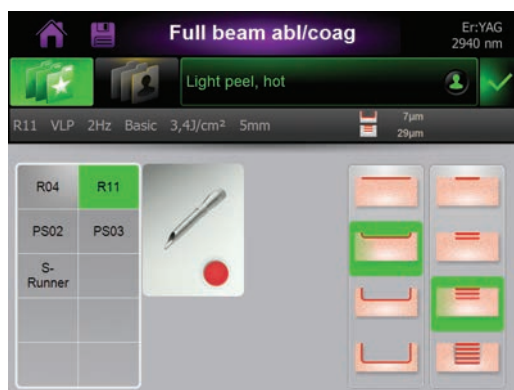 Full beam abl/coag
Er:YAG
2940 nm
Light peel, hot
R11 VLP 2Hz Basic 3,4J/cm² 5mm
7µm
29µm
R04 R11
PS02 PS03
S-
Runner